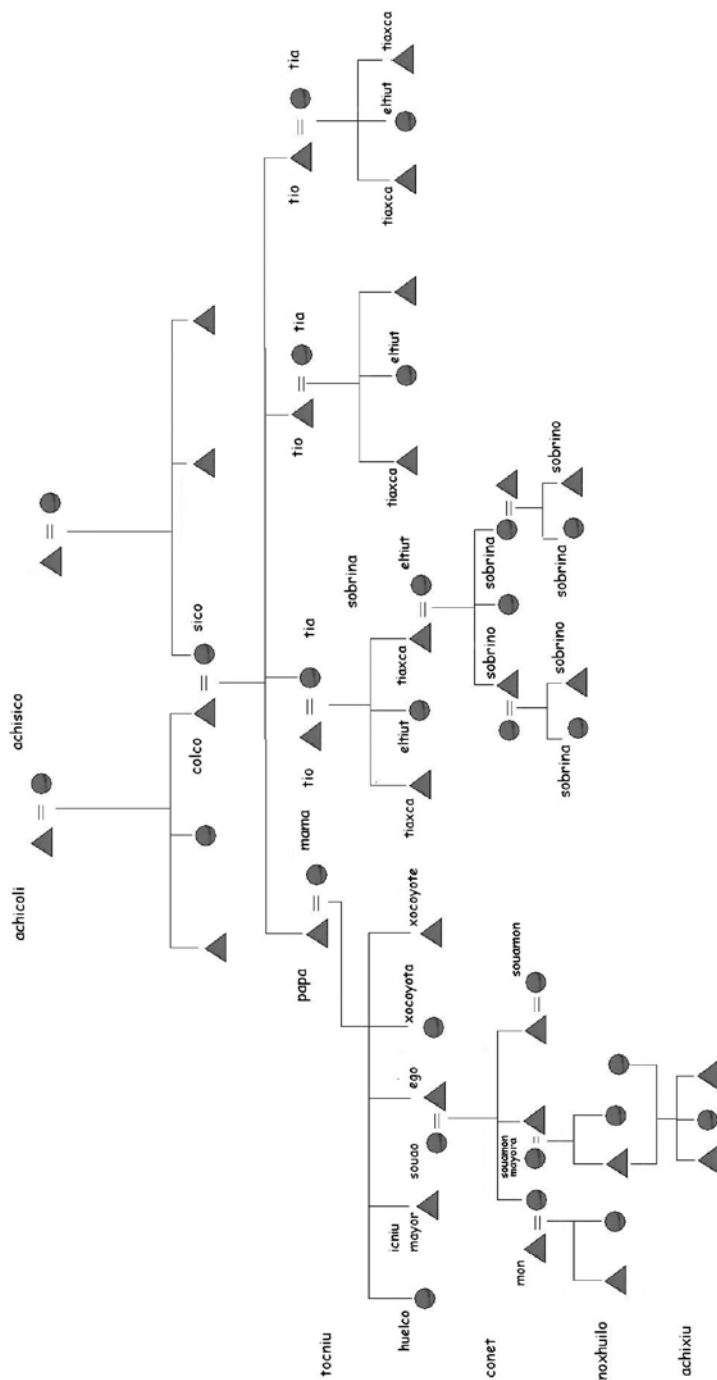 achicoli
achisico
colco
sico
tocniu
papa
mama
tio
tia
tio
tia
tio
tia
huelco
icniu
mayor
souao
ego
xocoyota
xocoyote
tiaxca
eltiut
tiaxca
sobrina
eltiut
tiaxca
eltiut
tiaxca
eltiut
tiaxca
conet
mon
souamon
mayora
souamon
sobrino
sobrina
noxhuilo
sobrina
sobrino
sobrina
sobrino
achixiu